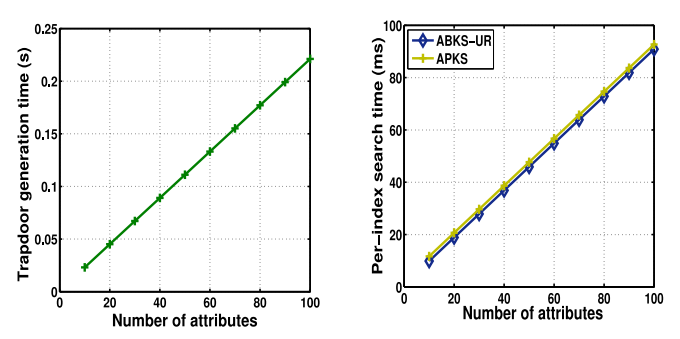 0.25
0.2
0.15
0.1
0.05
0
0 20 40 60 80 100
Trapdoor generation time (s)
Number of attributes
100
80
60
40
20
0
0 20 40 60 80 100
Per-index search time (ms)
Number of attributes
ABKS-UR
APKS